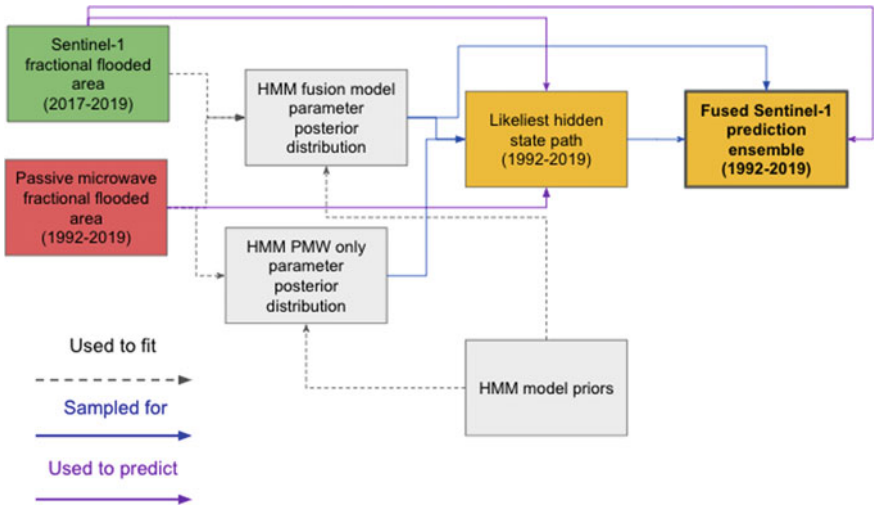 Sentinel-1
fractional flooded
area
(2017-2019)
HMM fusion model
parameter
posterior
distribution
Likeliest hidden
state path
(1992-2019)
Fused Sentinel-1
prediction
ensemble
(1992-2019)
Passive microwave
fractional flooded
area
(1992-2019)
HMM PMW only
parameter
posterior
distribution
HMM model priors
Used to fit
Sampled for
Used to predict